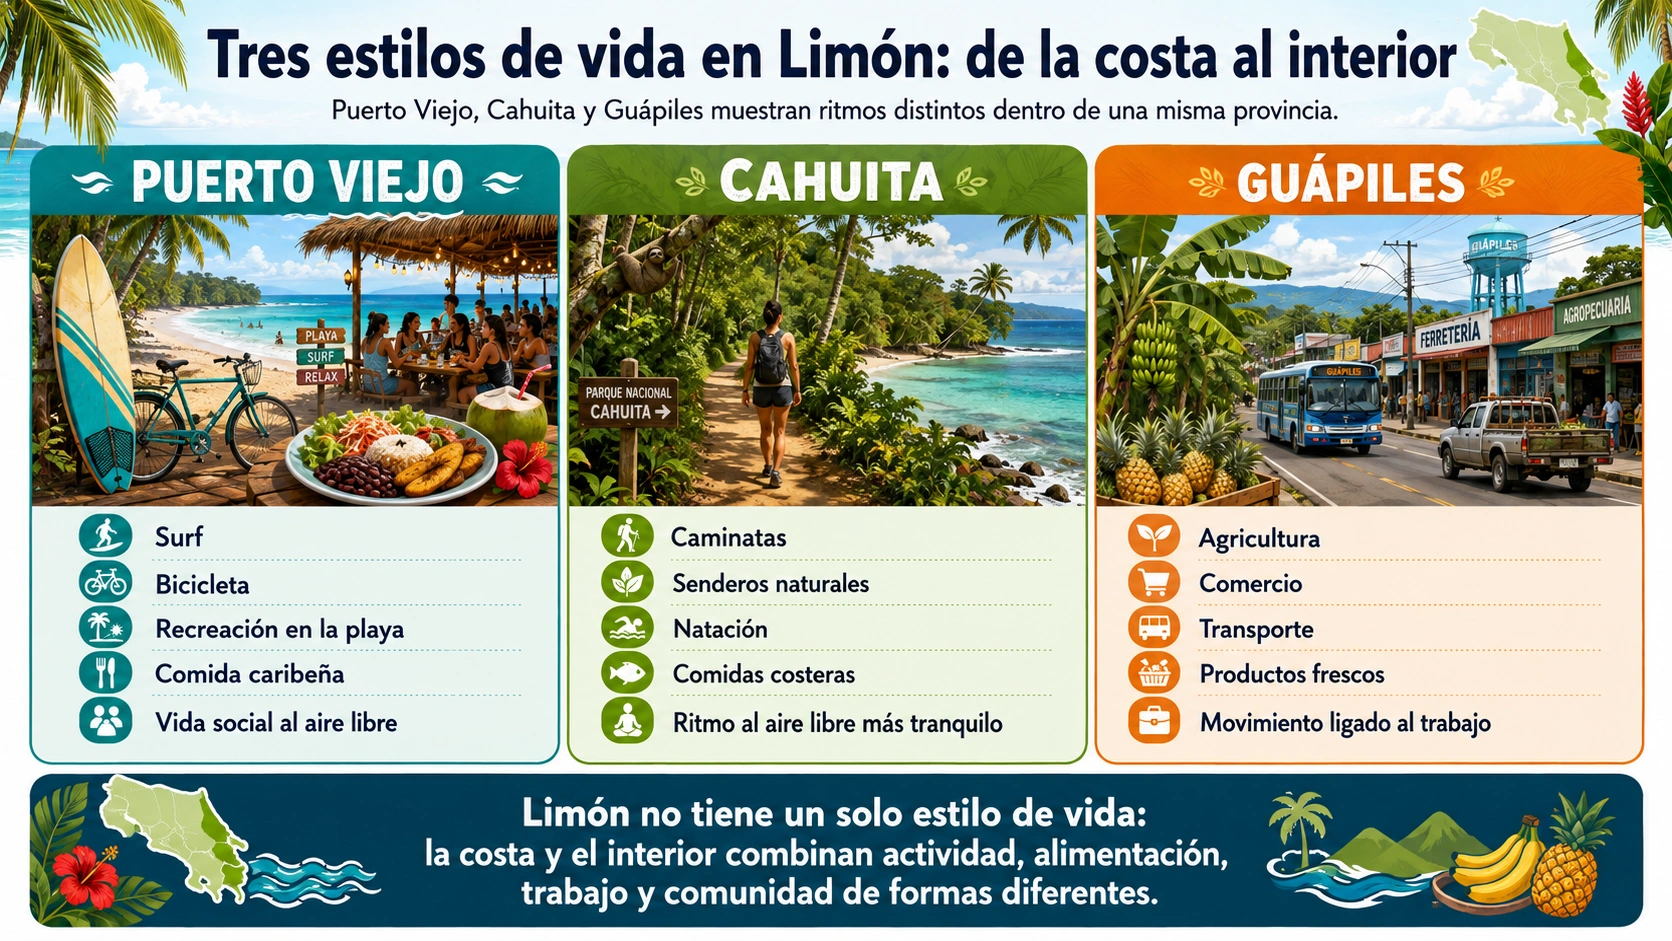 Tres estilos de vida en Limón: de la costa al interior
Puerto Viejo, Cahuita y Guápiles muestran ritmos distintos dentro de una misma provincia.
PUERTO VIEJO
PLAYA
SURF
RELAX
Surf
Bicicleta
Recreación en la playa
Comida caribeña
Vida social al aire libre
CAHUITA
PARQUE NACIONAL
CAHUITA →
Caminatas
Senderos naturales
Natación
Comidas costeras
Ritmo al aire libre más tranquilo
GUÁPILES
GUÁPILES
GUÁPILES
FERRETERÍA
AGROPECUARIA
Agricultura
Comercio
Transporte
Productos frescos
Movimiento ligado al trabajo
Limón no tiene un solo estilo de vida:
la costa y el interior combinan actividad, alimentación,
trabajo y comunidad de formas diferentes.